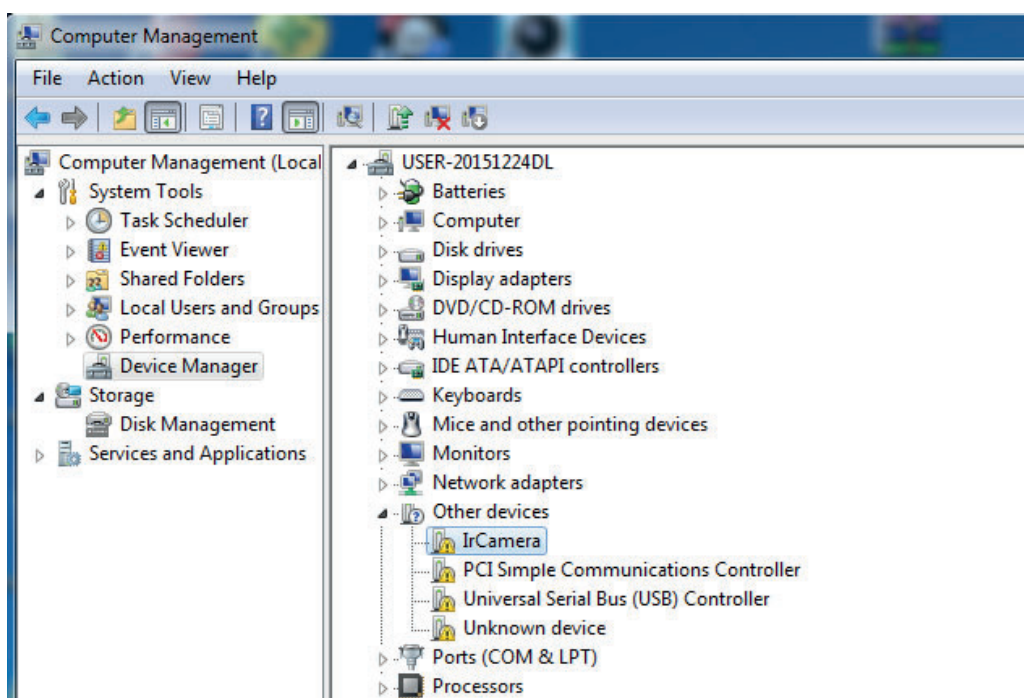 Computer Management
File Action View Help
Computer Management (Local
System Tools
Task Scheduler
Event Viewer
Shared Folders
Local Users and Groups
Performance
Device Manager
Storage
Disk Management
Services and Applications
USER-20151224DL
Batteries
Computer
Disk drives
Display adapters
DVD/CD-ROM drives
Human Interface Devices
IDE ATA/ATAPI controllers
Keyboards
Mice and other pointing devices
Monitors
Network adapters
Other devices
IrCamera
PCI Simple Communications Controller
Universal Serial Bus (USB) Controller
Unknown device
Ports (COM & LPT)
Processors